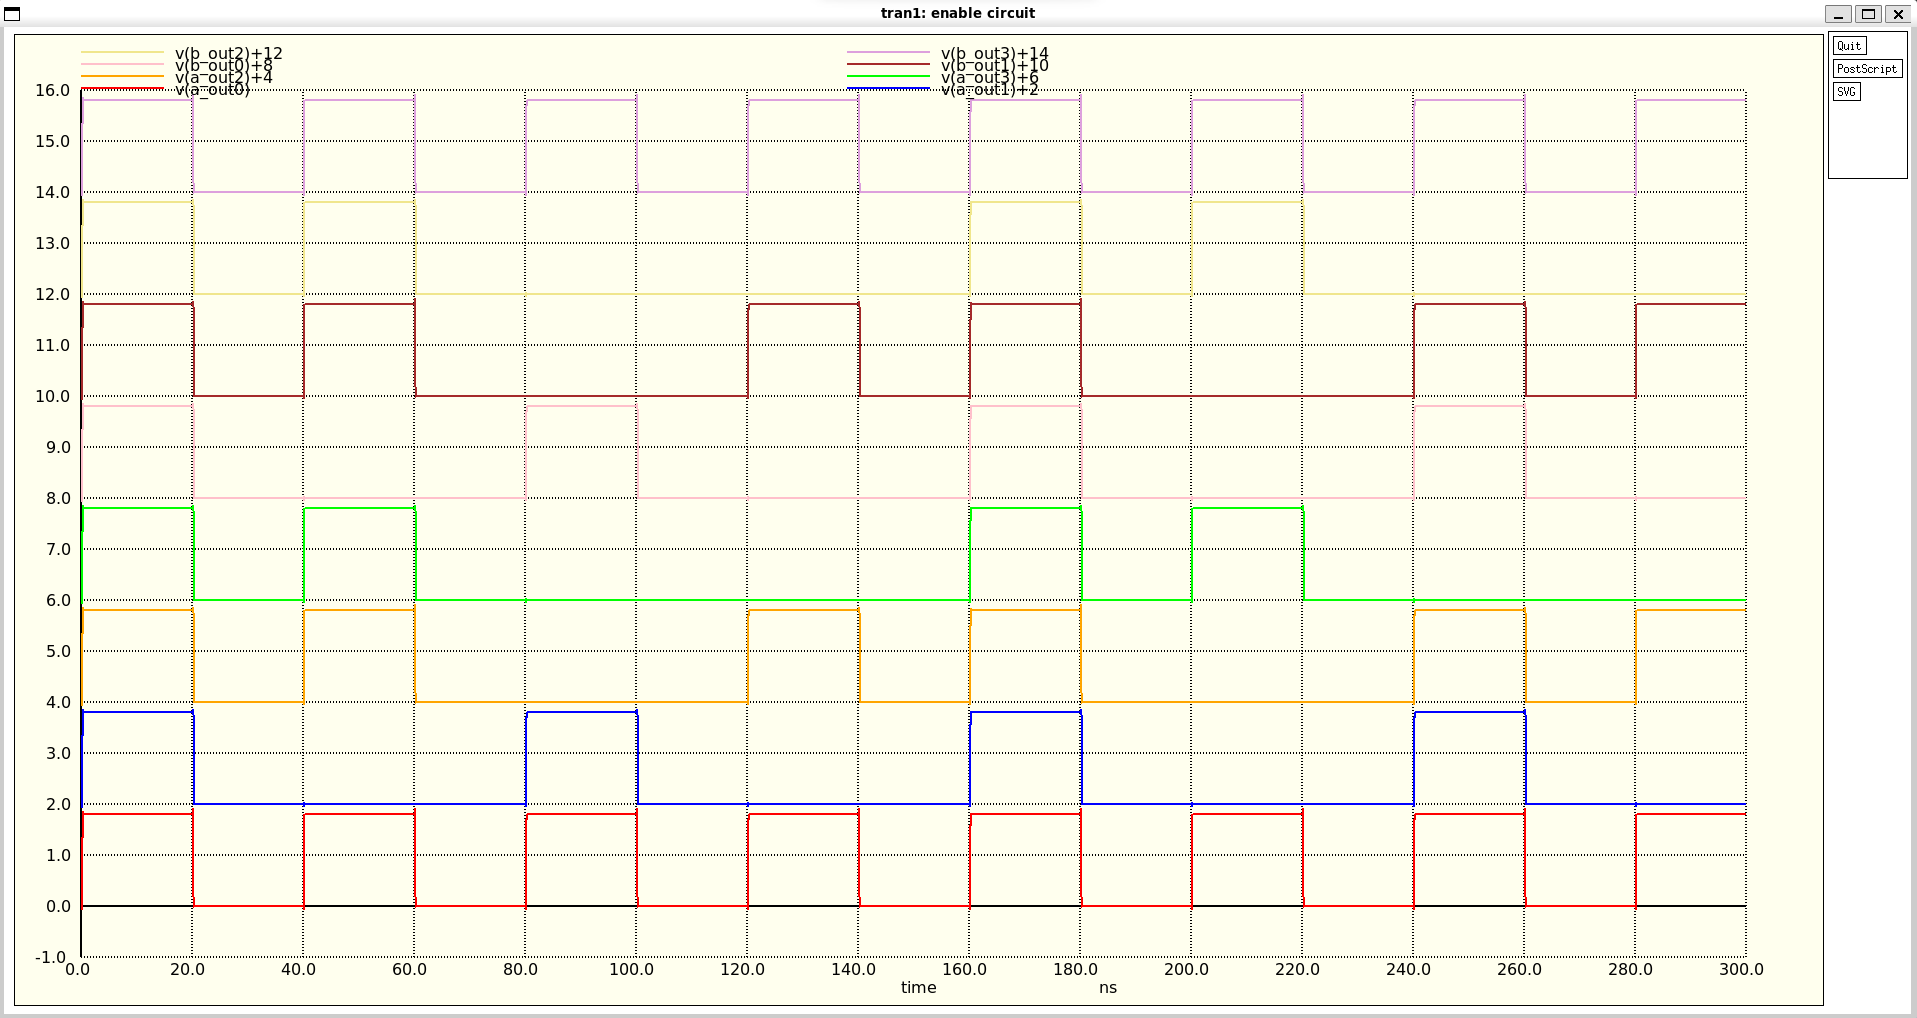 tran1: enable circuit
Quit
PostScript
SVG
v(b_out2)+12 v(b_out3)+14
v(b_out0)+8 v(b_out1)+10
v(a_out2)+4 v(a_out3)+6
v(a_out0) v(a_out1)+2
16.0
15.0
14.0
13.0
12.0
11.0
10.0
9.0
8.0
7.0
6.0
5.0
4.0
3.0
2.0
1.0
0.0
-1.0
0.0 20.0 40.0 60.0 80.0 100.0 120.0 140.0 160.0 180.0 200.0 220.0 240.0 260.0 280.0 300.0
time ns